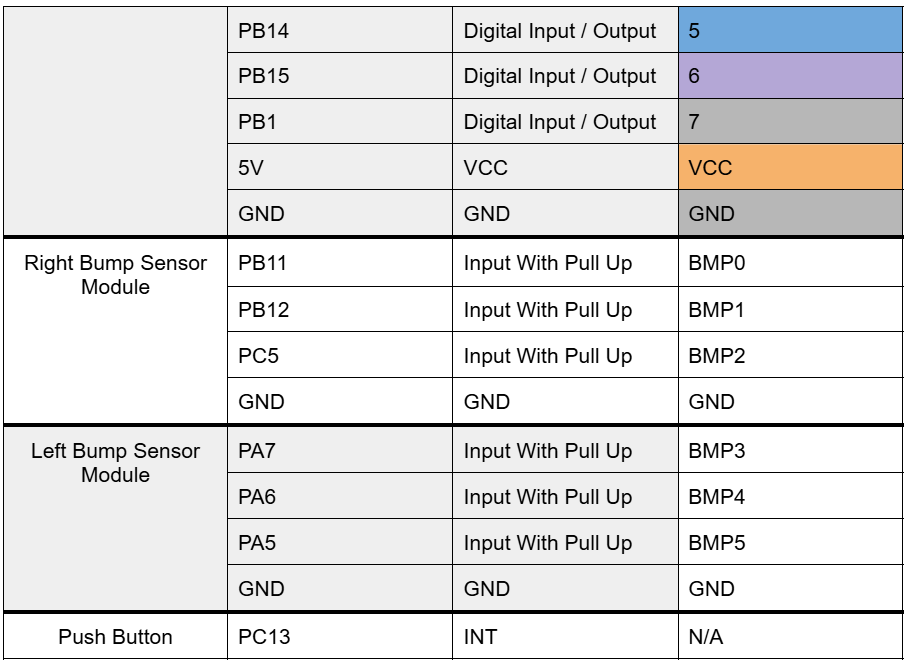 PB14 Digital Input / Output 5
PB15 Digital Input / Output 6
PB1 Digital Input / Output 7
5V VCC VCC
GND GND GND
Right Bump Sensor Module PB11 Input With Pull Up BMP0
PB12 Input With Pull Up BMP1
PC5 Input With Pull Up BMP2
GND GND GND
Left Bump Sensor Module PA7 Input With Pull Up BMP3
PA6 Input With Pull Up BMP4
PA5 Input With Pull Up BMP5
GND GND GND
Push Button PC13 INT N/A